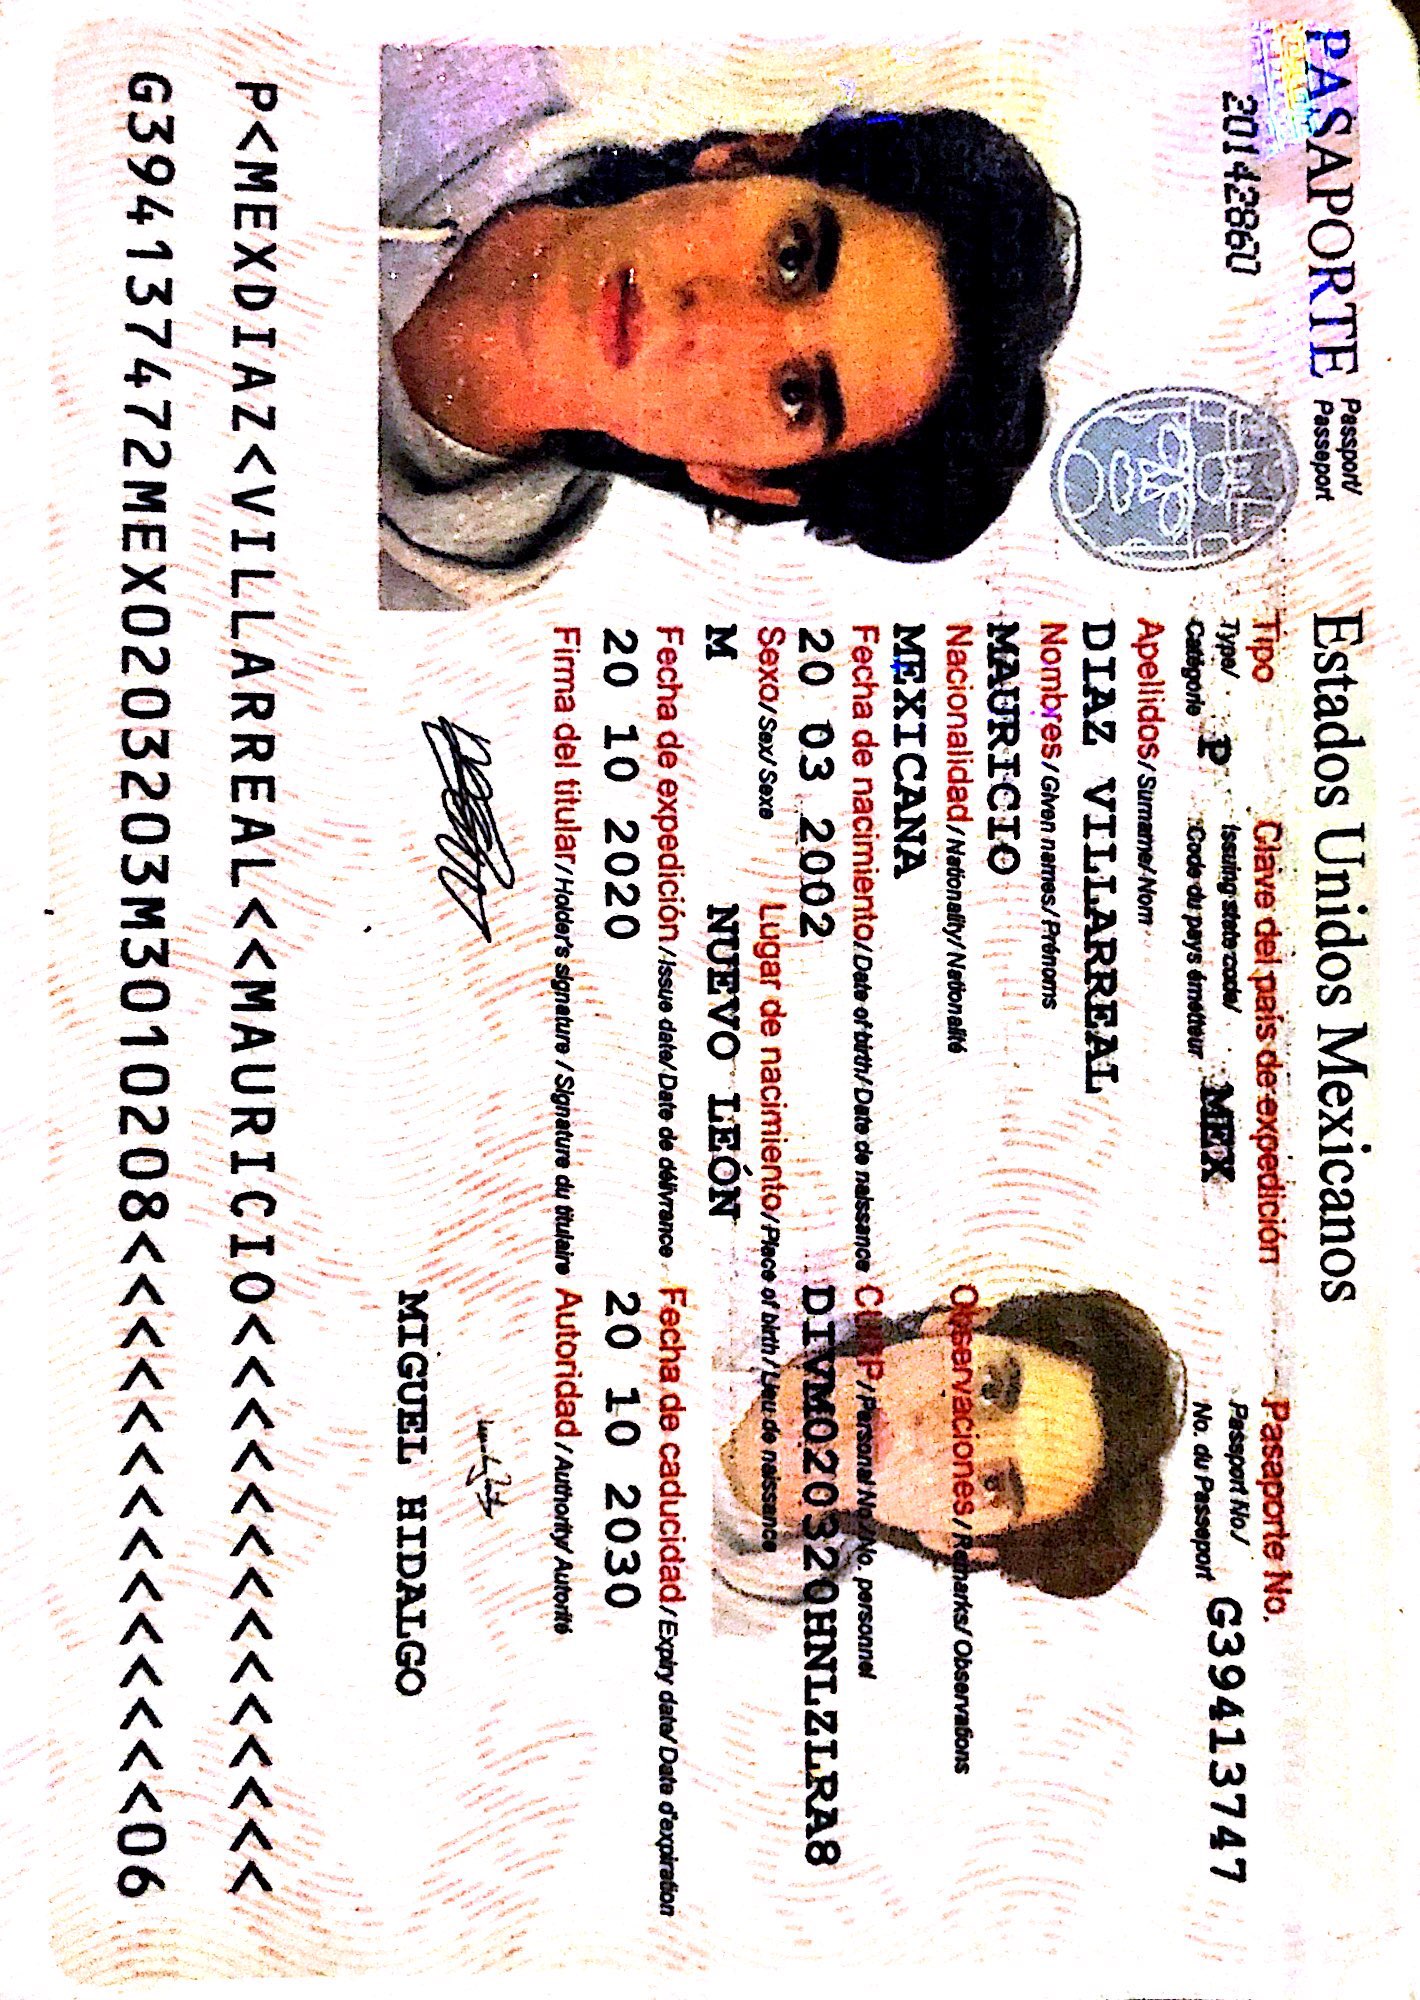 PASAPORTE Passport/ Passeport Estados Unidos Mexicanos
20142860
Tipo Clave del país de expedición Pasaporte No.
Type/ Issuing state code/ Passport No./
Catégorie P Code du pays émetteur MEX No. du Passeport G39413747
Apellidos / Surname/ Nom
DIAZ VILLARREAL
Nombres / Given names/ Prénoms
MAURICIO
Nacionalidad / Nationality/ Nationalité Observaciones / Remarks/ Observations
MEXICANA
Fecha de nacimiento / Date of birth/ Date de naissance CURP / Personal No./No. personnel
20 03 2002 DIVM020320HNLZLRA8
Sexo / Sex/ Sexe Lugar de nacimiento / Place of birth / Lieu de naissance
M NUEVO LEÓN
Fecha de expedición / Issue date/ Date de délivrance Fecha de caducidad / Expiry date/ Date d'expiration
20 10 2020 20 10 2030
Firma del titular / Holder's signature / Signature du titulaire Autoridad / Authority/ Autorité
MIGUEL HIDALGO
P<MEXDIAZ<VILLARREAL<<MAURICIO<<<<<<<<<<<<<<
G394137472MEX0203203M3010208<<<<<<<<<<<<<<06